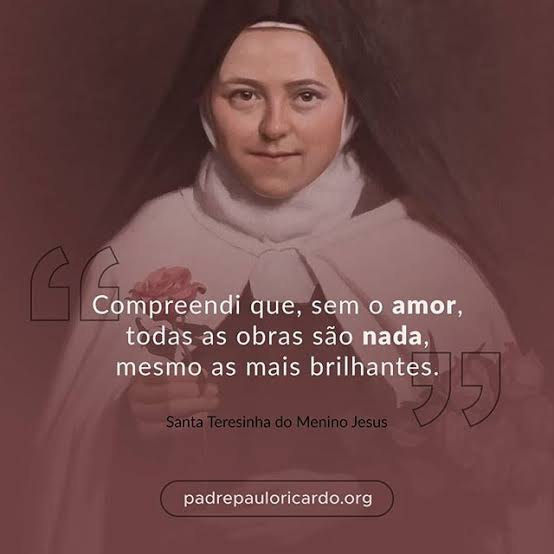 “
Compreendi que, sem o amor,
todas as obras são nada,
mesmo as mais brilhantes.
”
Santa Teresinha do Menino Jesus
padrepauloricardo.org